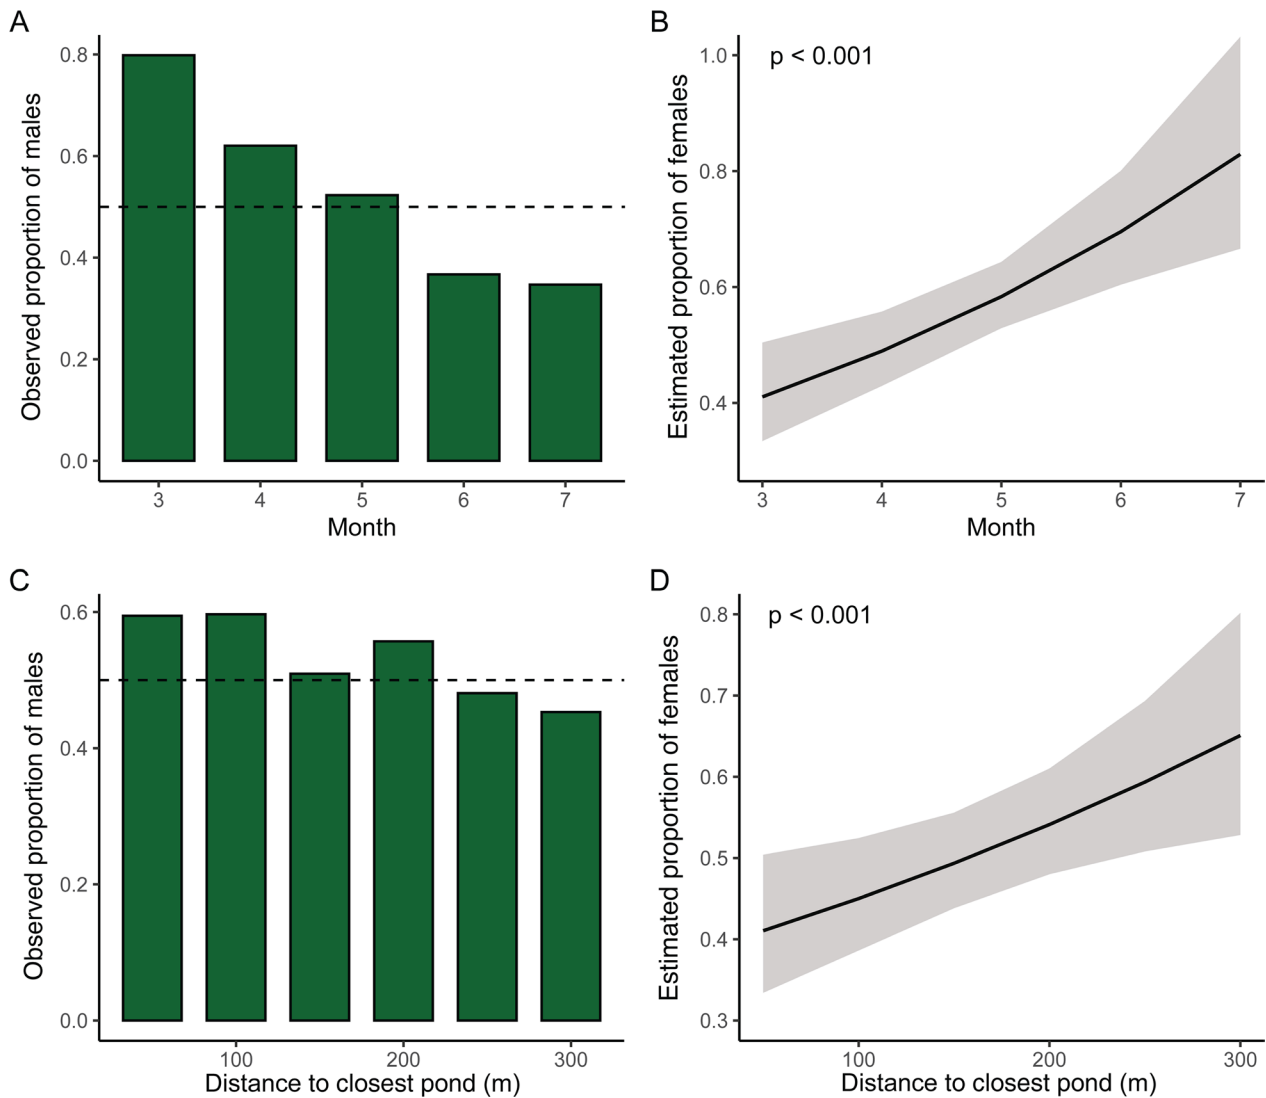 A
Observed proportion of males
0.8
0.6
0.4
0.2
0.0
3 4 5 6 7
Month
B
Estimated proportion of females
p < 0.001
1.0
0.8
0.6
0.4
3 4 5 6 7
Month
C
Observed proportion of males
0.6
0.4
0.2
0.0
100 200 300
Distance to closest pond (m)
D
Estimated proportion of females
p < 0.001
0.8
0.7
0.6
0.5
0.4
0.3
100 200 300
Distance to closest pond (m)